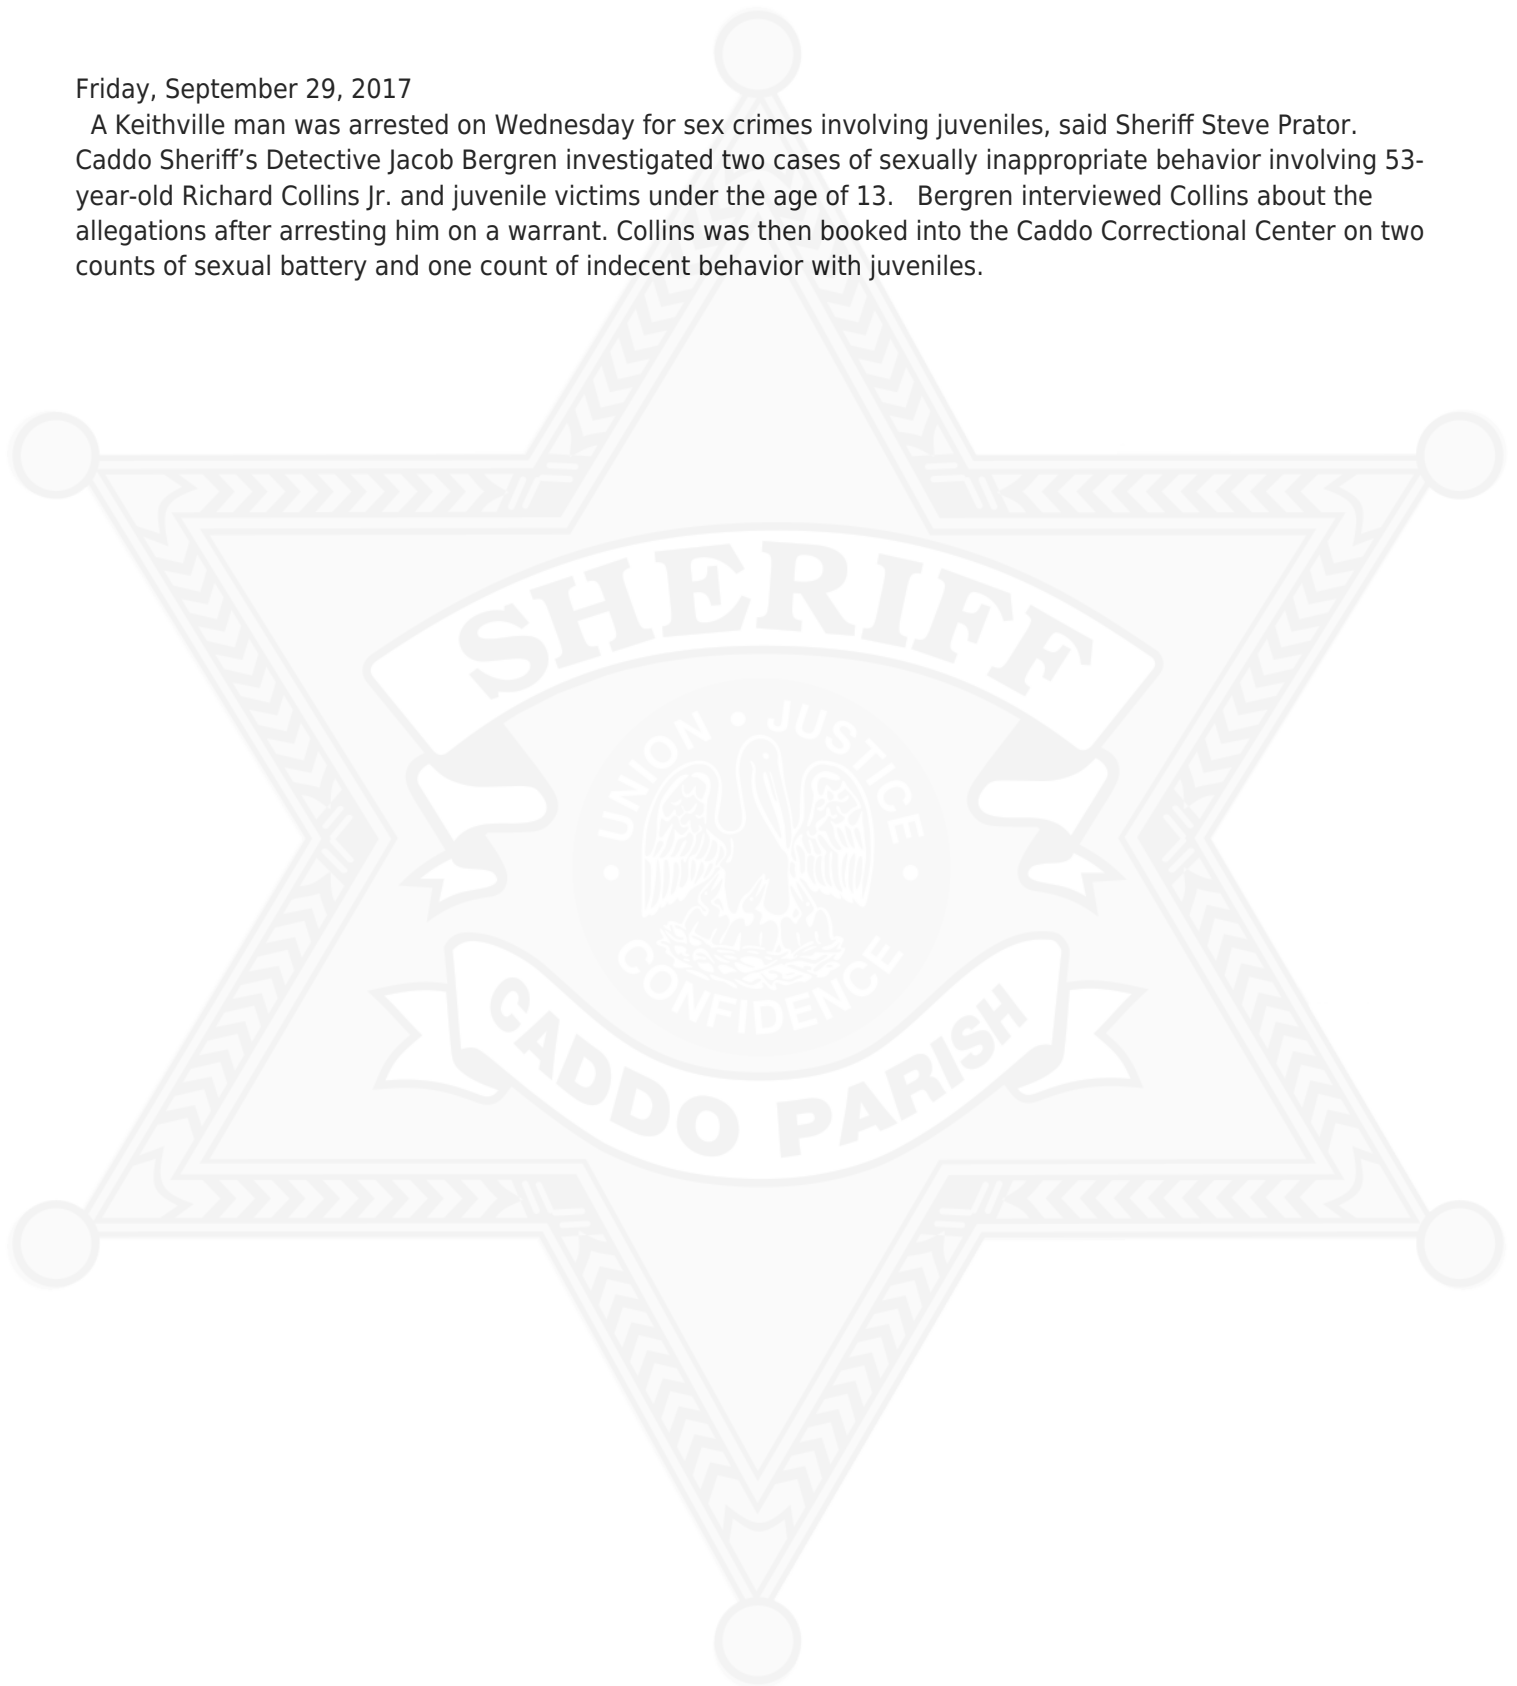 Friday, September 29, 2017
A Keithville man was arrested on Wednesday for sex crimes involving juveniles, said Sheriff Steve Prator.
Caddo Sheriff’s Detective Jacob Bergren investigated two cases of sexually inappropriate behavior involving 53-
year-old Richard Collins Jr. and juvenile victims under the age of 13.   Bergren interviewed Collins about the
allegations after arresting him on a warrant. Collins was then booked into the Caddo Correctional Center on two
counts of sexual battery and one count of indecent behavior with juveniles.
SHERIFF
UNION • JUSTICE
• CONFIDENCE •
CADDO PARISH